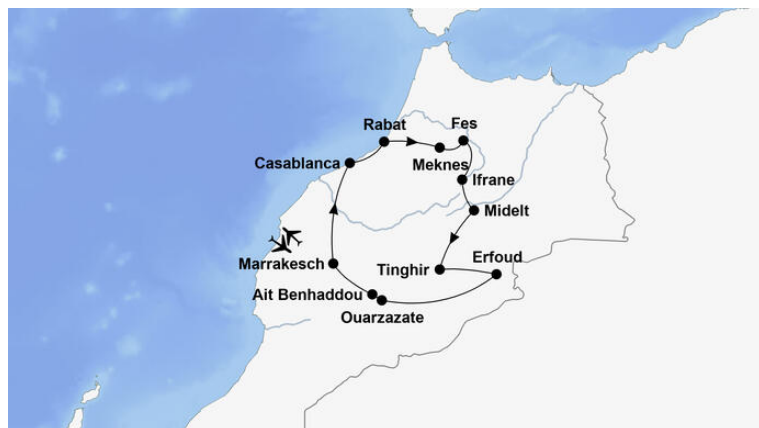 Rabat
Fes
Casablanca
Meknes
Ifrane
Midelt
Erfoud
Marrakesch
Tinghir
Ait Benhaddou
Ouarzazate